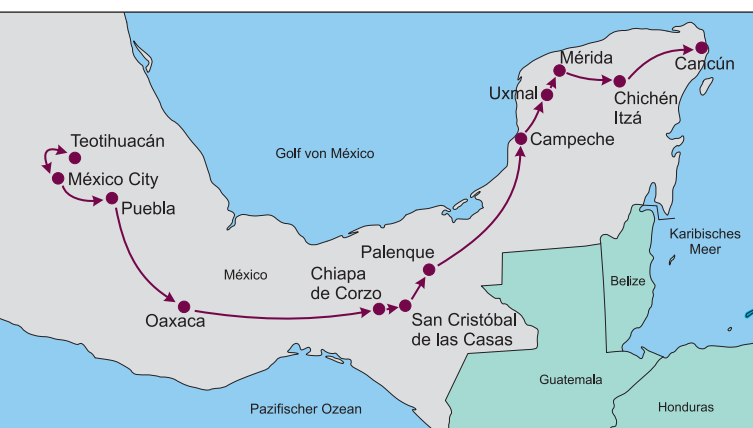 Mérida
Cancún
Uxmal
Chichén
Itzá
Teotihuacán
Campeche
Golf von México
México City
Puebla
Karibisches
Meer
Palenque
México
Chiapa
de Corzo
Belize
Oaxaca
San Cristóbal
de las Casas
Guatemala
Pazifischer Ozean
Honduras